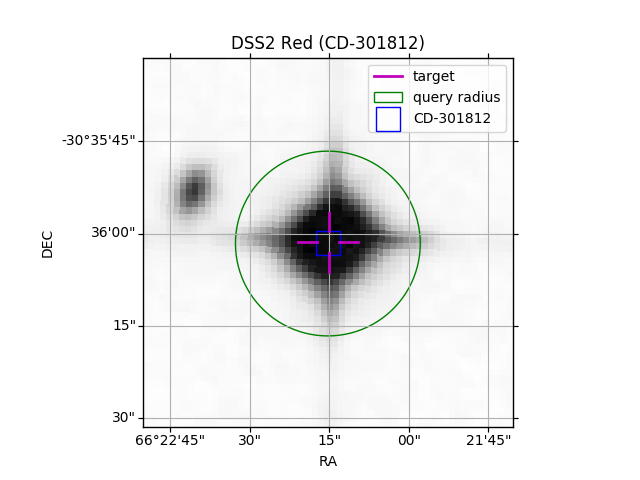 DSS2 Red (CD-301812)
target
query radius
CD-301812
-30°35'45"
36'00"
15"
30"
DEC
66°22'45" 30" 15" 00" 21'45"
RA